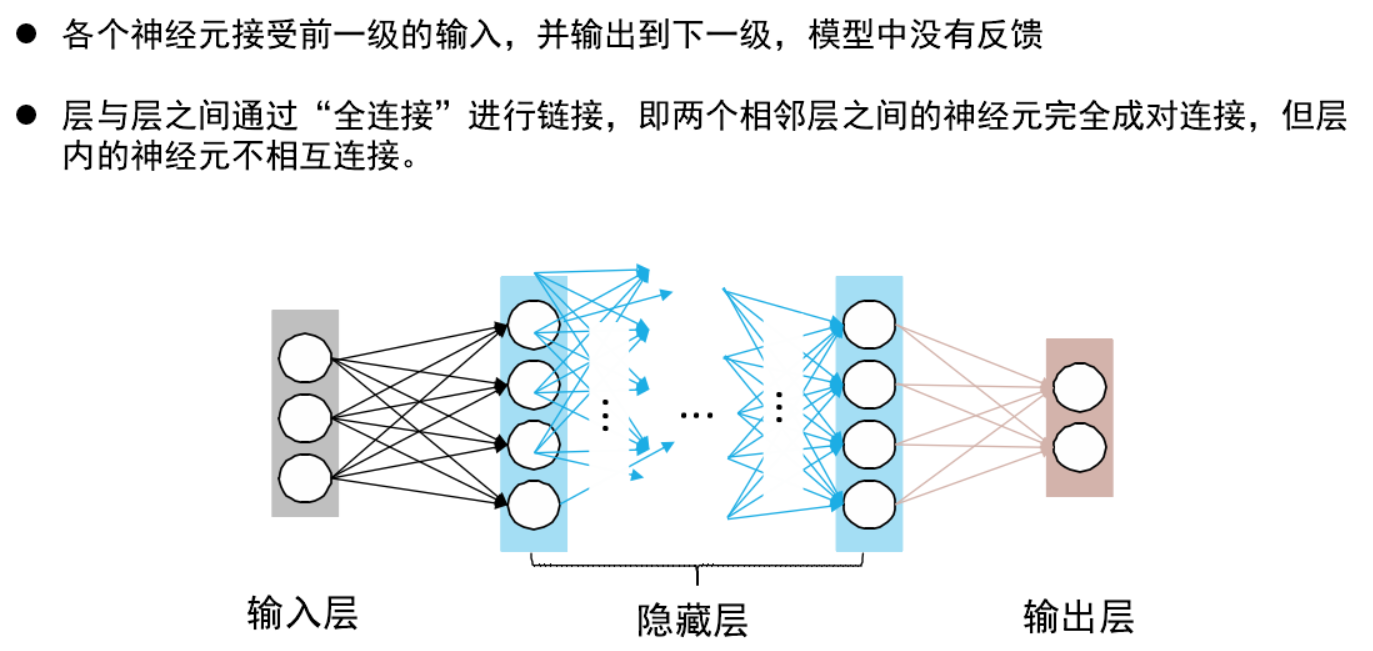 ● 各个神经元接受前一级的输入，并输出到下一级，模型中没有反馈
● 层与层之间通过“全连接”进行链接，即两个相邻层之间的神经元完全成对连接，但层
内的神经元不相互连接。
⋮ … ⋮
输入层 隐藏层 输出层